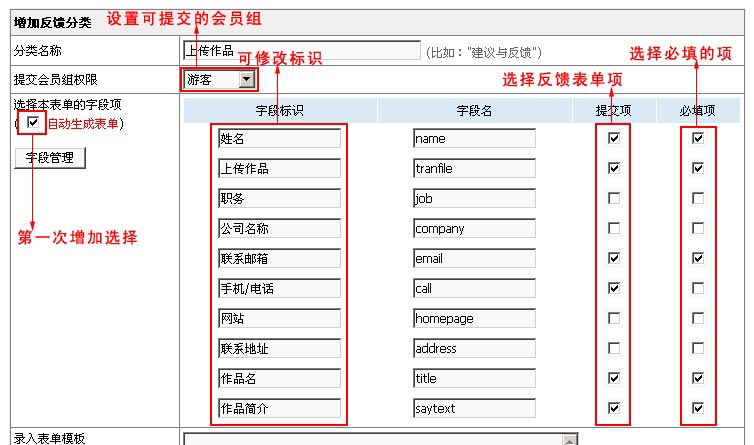 增加反馈分类
设置可提交的会员组
分类名称
上传作品
(比如："建议与反馈")
可修改标识
选择必填的项
提交会员组权限
游客
选择反馈表单项
选择本表单的字段项
(自动生成表单)
字段管理
第一次增加选择
字段标识 字段名 提交项 必填项
姓名 name
上传作品 tranfile
职务 job
公司名称 company
联系邮箱 email
手机/电话 call
网站 homepage
联系地址 address
作品名 title
作品简介 saytext
录入表单模板